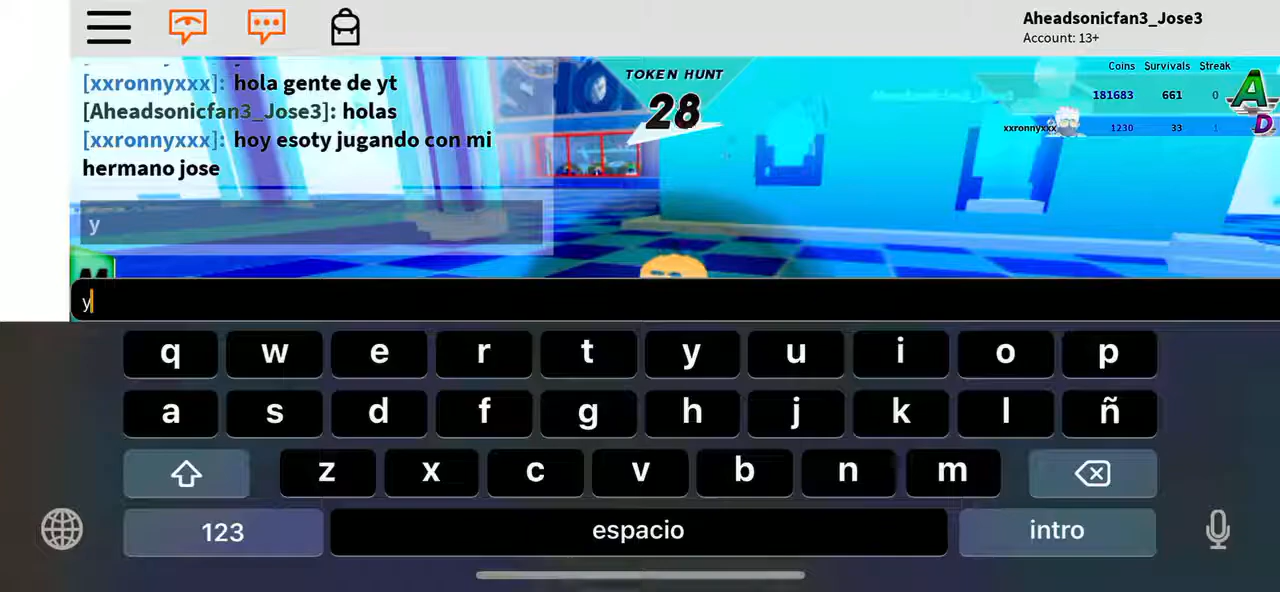 Aheadsonicfan3_Jose3
Account: 13+
Coins Survivals Streak
181683 661 0
xxronnyxxx 1230 33 1
A
D
TOKEN HUNT
28
[xxronnyxxx]: hola gente de yt
[Aheadsonicfan3_Jose3]: holas
[xxronnyxxx]: hoy esoty jugando con mi
hermano jose
y
y
q w e r t y u i o p
a s d f g h j k l ñ
z x c v b n m
123 espacio intro